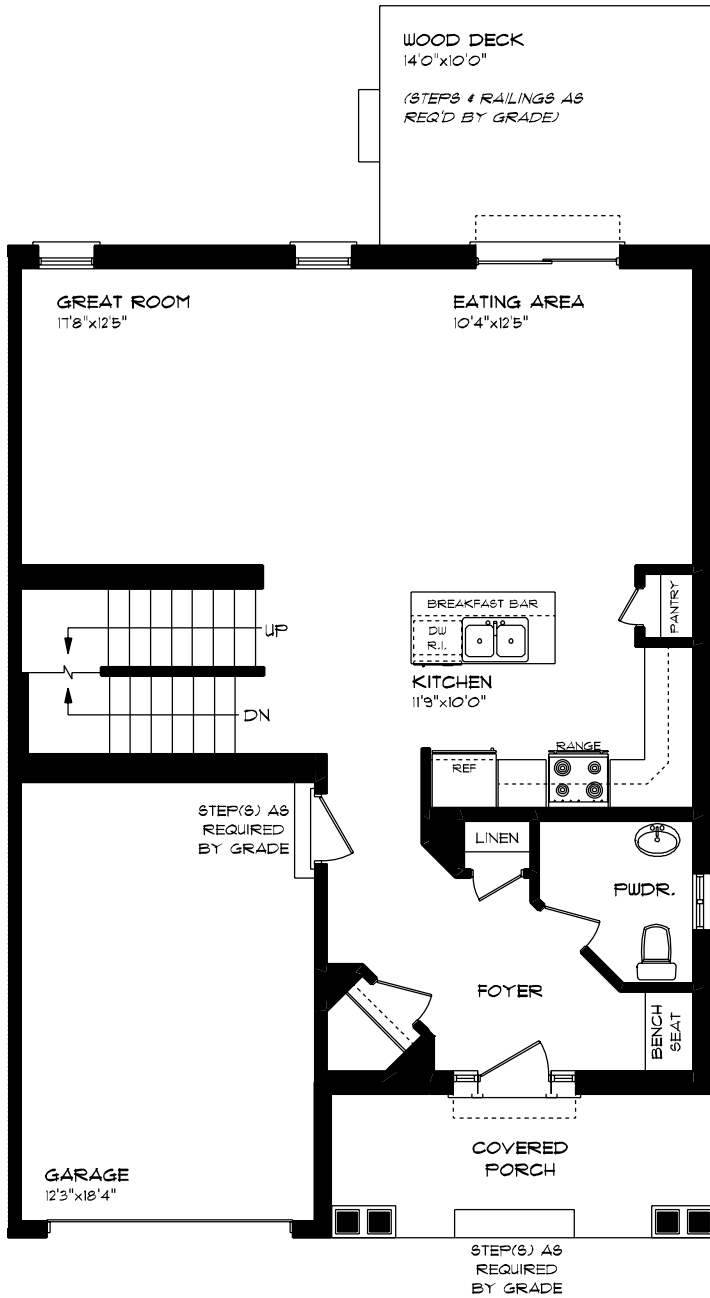 WOOD DECK
14'0"x10'0"
(STEPS & RAILINGS AS
REQ'D BY GRADE)
GREAT ROOM
17'8"x12'5"
EATING AREA
10'4"x12'5"
BREAKFAST BAR
DW
R.I.
PANTRY
UP
DN
KITCHEN
11'9"x10'0"
REF
RANGE
STEP(S) AS
REQUIRED
BY GRADE
LINEN
PWDR.
FOYER
BENCH
SEAT
COVERED
PORCH
GARAGE
12'3"x18'4"
STEP(S) AS
REQUIRED
BY GRADE